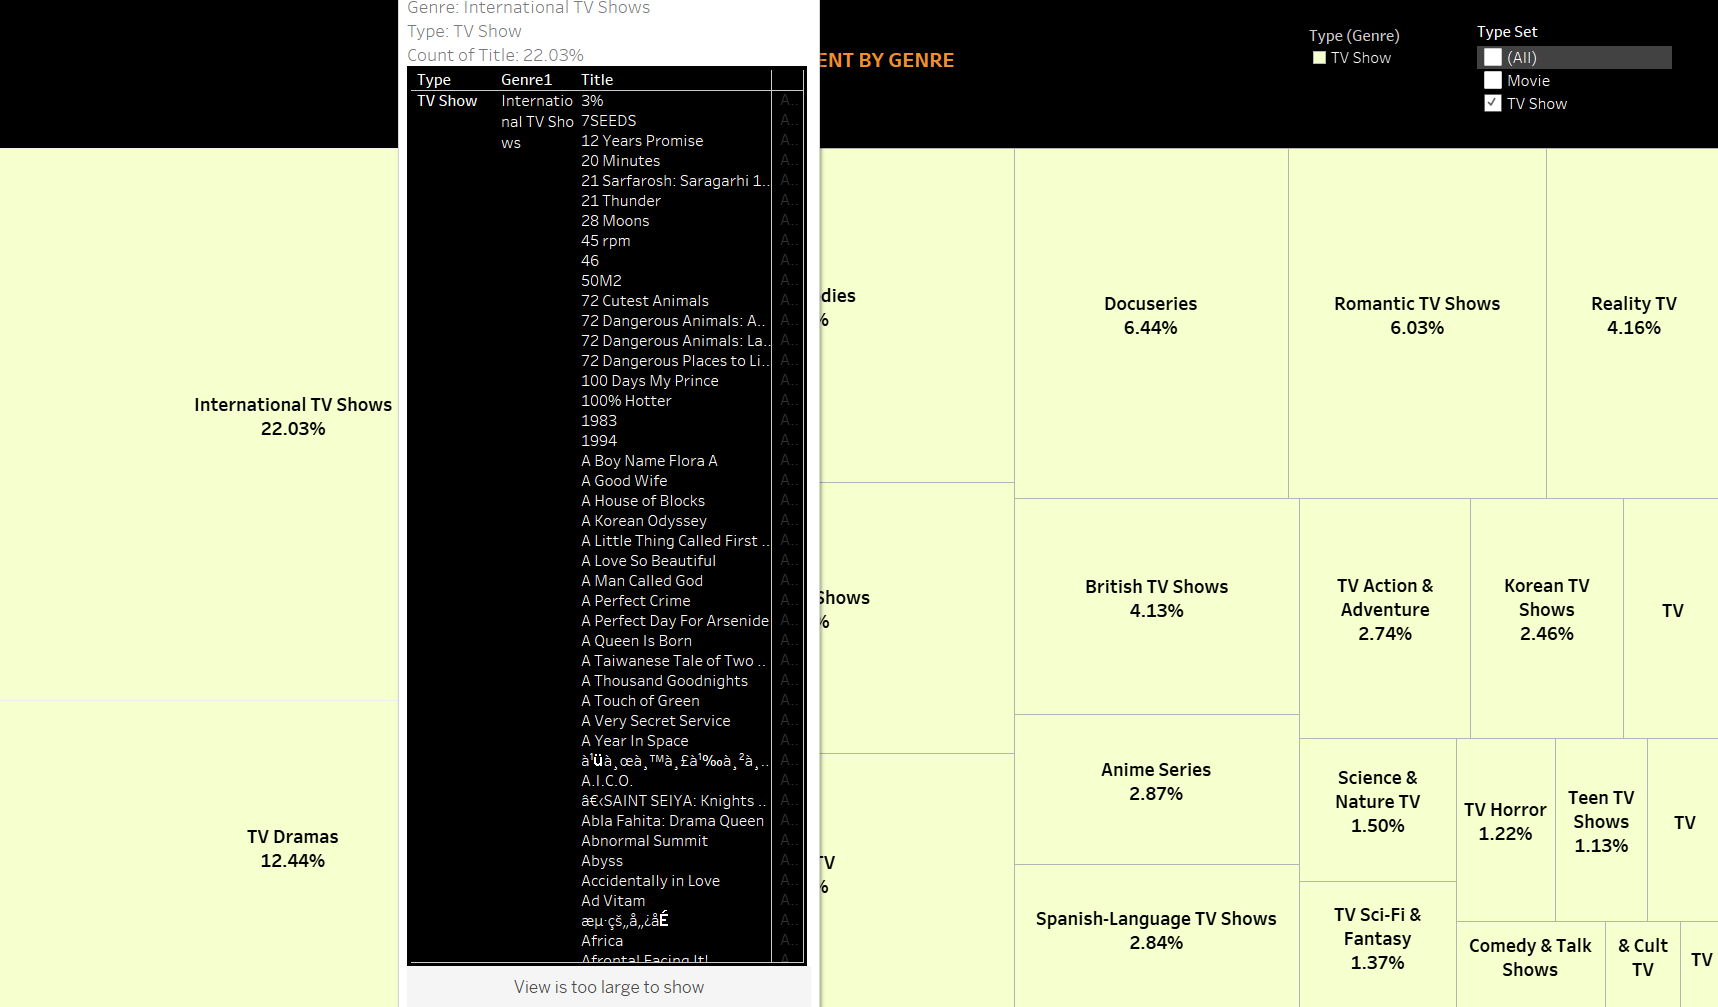 Genre: International TV Shows
Type: TV Show
Count of Title: 22.03%
ENT BY GENRE
Type (Genre)
TV Show
Type Set
(All)
Movie
TV Show
Type Genre1 Title
TV Show Internatio 3%
nal TV Sho 7SEEDS
ws 12 Years Promise
20 Minutes
21 Sarfarosh: Saragarhi 1..
21 Thunder
28 Moons
45 rpm
46
50M2
72 Cutest Animals
72 Dangerous Animals: A..
72 Dangerous Animals: La..
72 Dangerous Places to Li..
100 Days My Prince
100% Hotter
1983
1994
A Boy Name Flora A
A Good Wife
A House of Blocks
A Korean Odyssey
A Little Thing Called First ..
A Love So Beautiful
A Man Called God
A Perfect Crime
A Perfect Day For Arsenide
A Queen Is Born
A Taiwanese Tale of Two ..
A Thousand Goodnights
A Touch of Green
A Very Secret Service
A Year In Space
A.I.C.O.
â€‹SAINT SEIYA: Knights ..
Abla Fahita: Drama Queen
Abnormal Summit
Abyss
Accidentally in Love
Ad Vitam
Africa
Afronta! Facing It!
View is too large to show
International TV Shows
22.03%
TV Dramas
12.44%
dies
%
Shows
%
TV
%
Docuseries
6.44%
Romantic TV Shows
6.03%
Reality TV
4.16%
British TV Shows
4.13%
TV Action &
Adventure
2.74%
Korean TV
Shows
2.46%
TV
Anime Series
2.87%
Science &
Nature TV
1.50%
TV Horror
1.22%
Teen TV
Shows
1.13%
TV
Spanish-Language TV Shows
2.84%
TV Sci-Fi &
Fantasy
1.37%
Comedy & Talk
Shows
& Cult
TV
TV